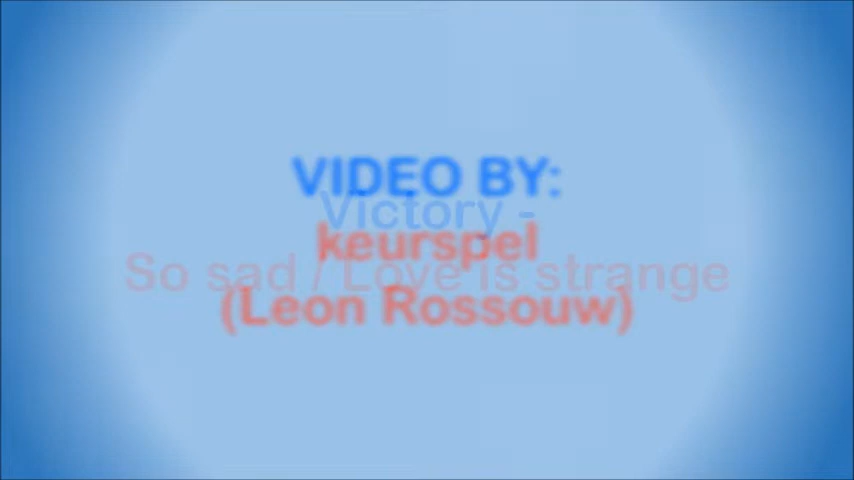 VIDEO BY:
Victory -
keurspel
So sad / Love is strange
(Leon Rossouw)